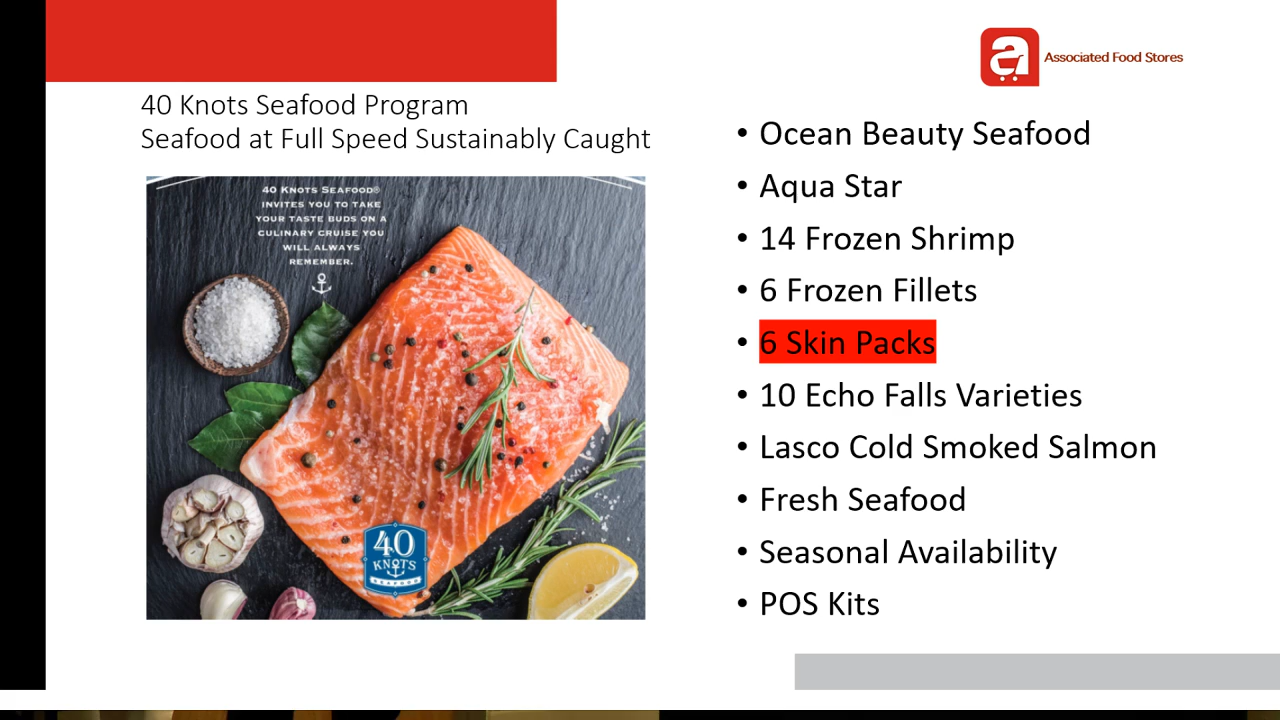 Associated Food Stores
40 Knots Seafood Program
Seafood at Full Speed Sustainably Caught
40 KNOTS SEAFOOD®
INVITES YOU TO TAKE
YOUR TASTE BUDS ON A
CULINARY CRUISE YOU
WILL ALWAYS
REMEMBER.
40
KNOTS
SEAFOOD
• Ocean Beauty Seafood
• Aqua Star
• 14 Frozen Shrimp
• 6 Frozen Fillets
• 6 Skin Packs
• 10 Echo Falls Varieties
• Lasco Cold Smoked Salmon
• Fresh Seafood
• Seasonal Availability
• POS Kits